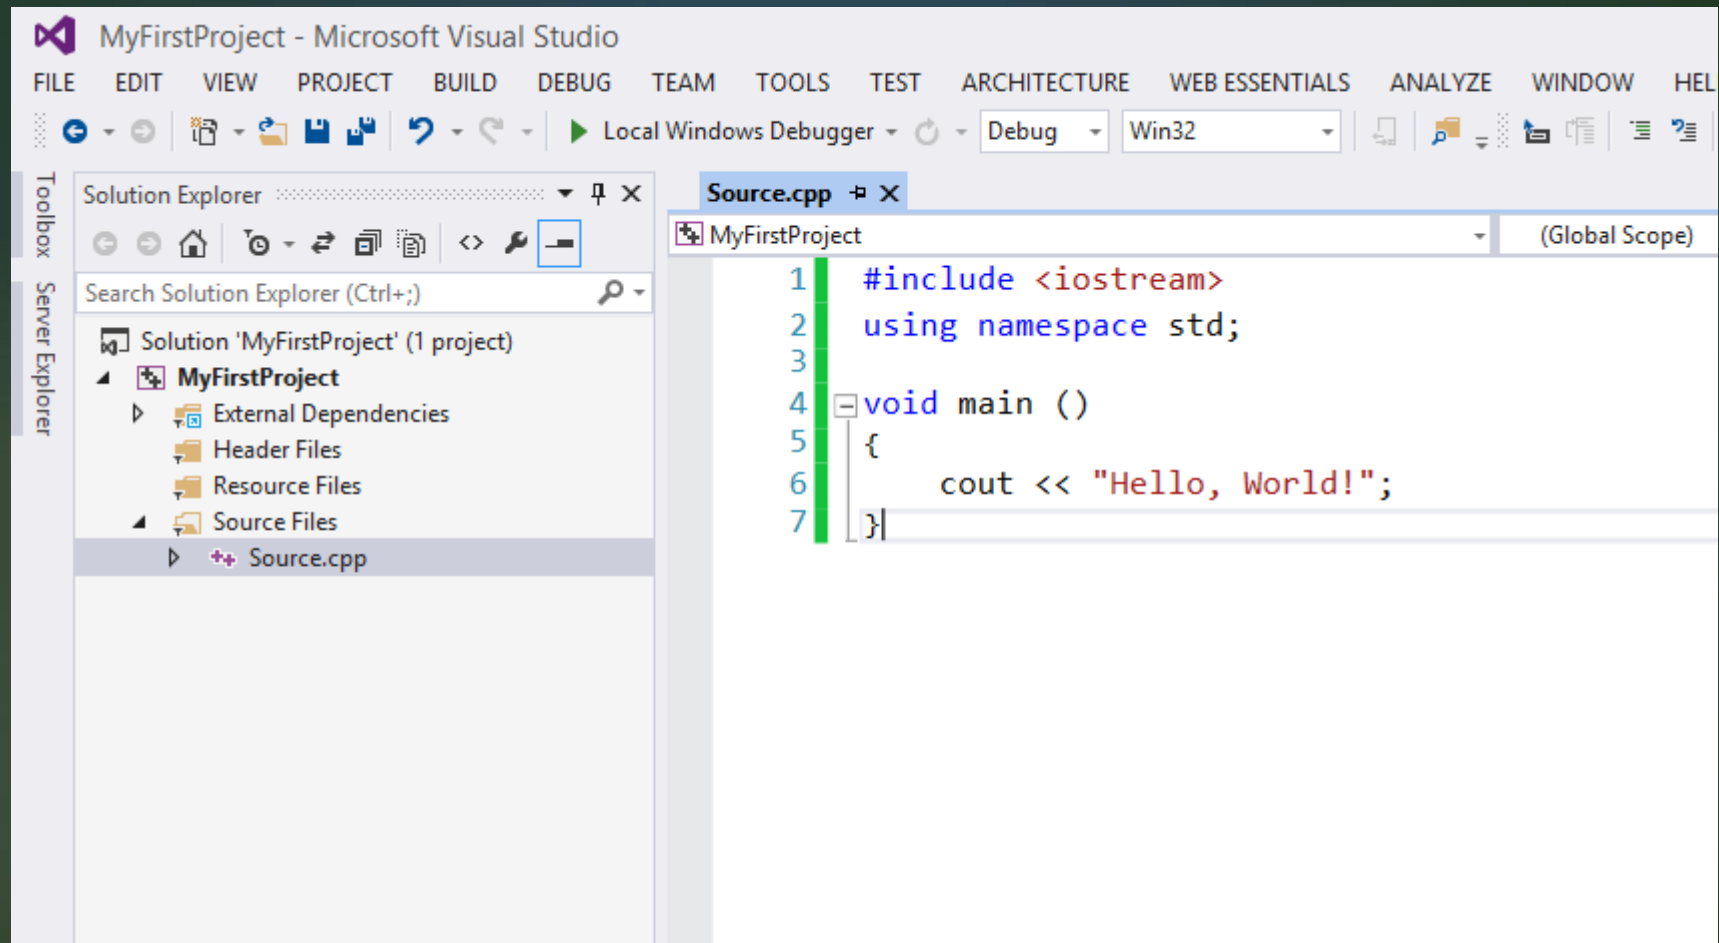 MyFirstProject - Microsoft Visual Studio
FILE EDIT VIEW PROJECT BUILD DEBUG TEAM TOOLS TEST ARCHITECTURE WEB ESSENTIALS ANALYZE WINDOW HEL
Local Windows Debugger Debug Win32
Toolbox
Server Explorer
Solution Explorer
Search Solution Explorer (Ctrl+;)
Solution 'MyFirstProject' (1 project)
MyFirstProject
External Dependencies
Header Files
Resource Files
Source Files
Source.cpp
Source.cpp
MyFirstProject (Global Scope)
1 #include <iostream>
2 using namespace std;
3
4 void main ()
5 {
6 cout << "Hello, World!";
7 }